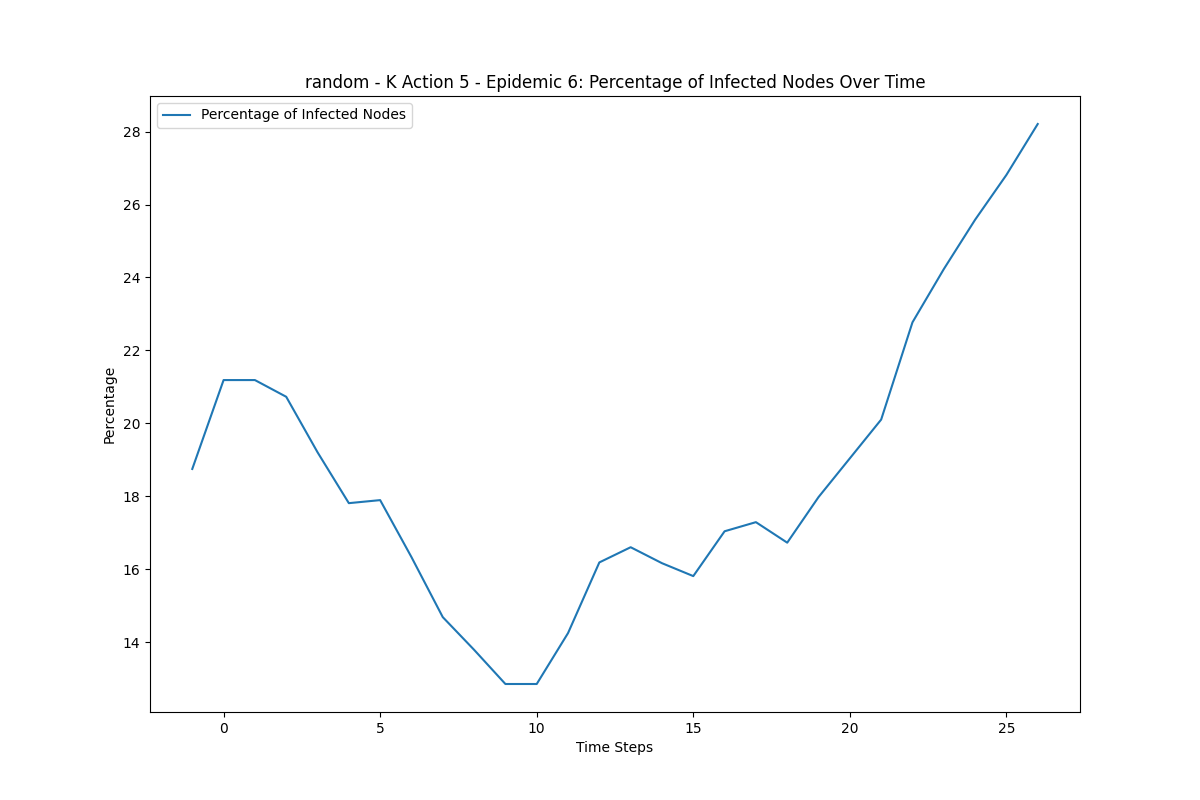 random - K Action 5 - Epidemic 6: Percentage of Infected Nodes Over Time
Percentage of Infected Nodes
28
26
24
22
20
18
16
14
Percentage
0 5 10 15 20 25
Time Steps